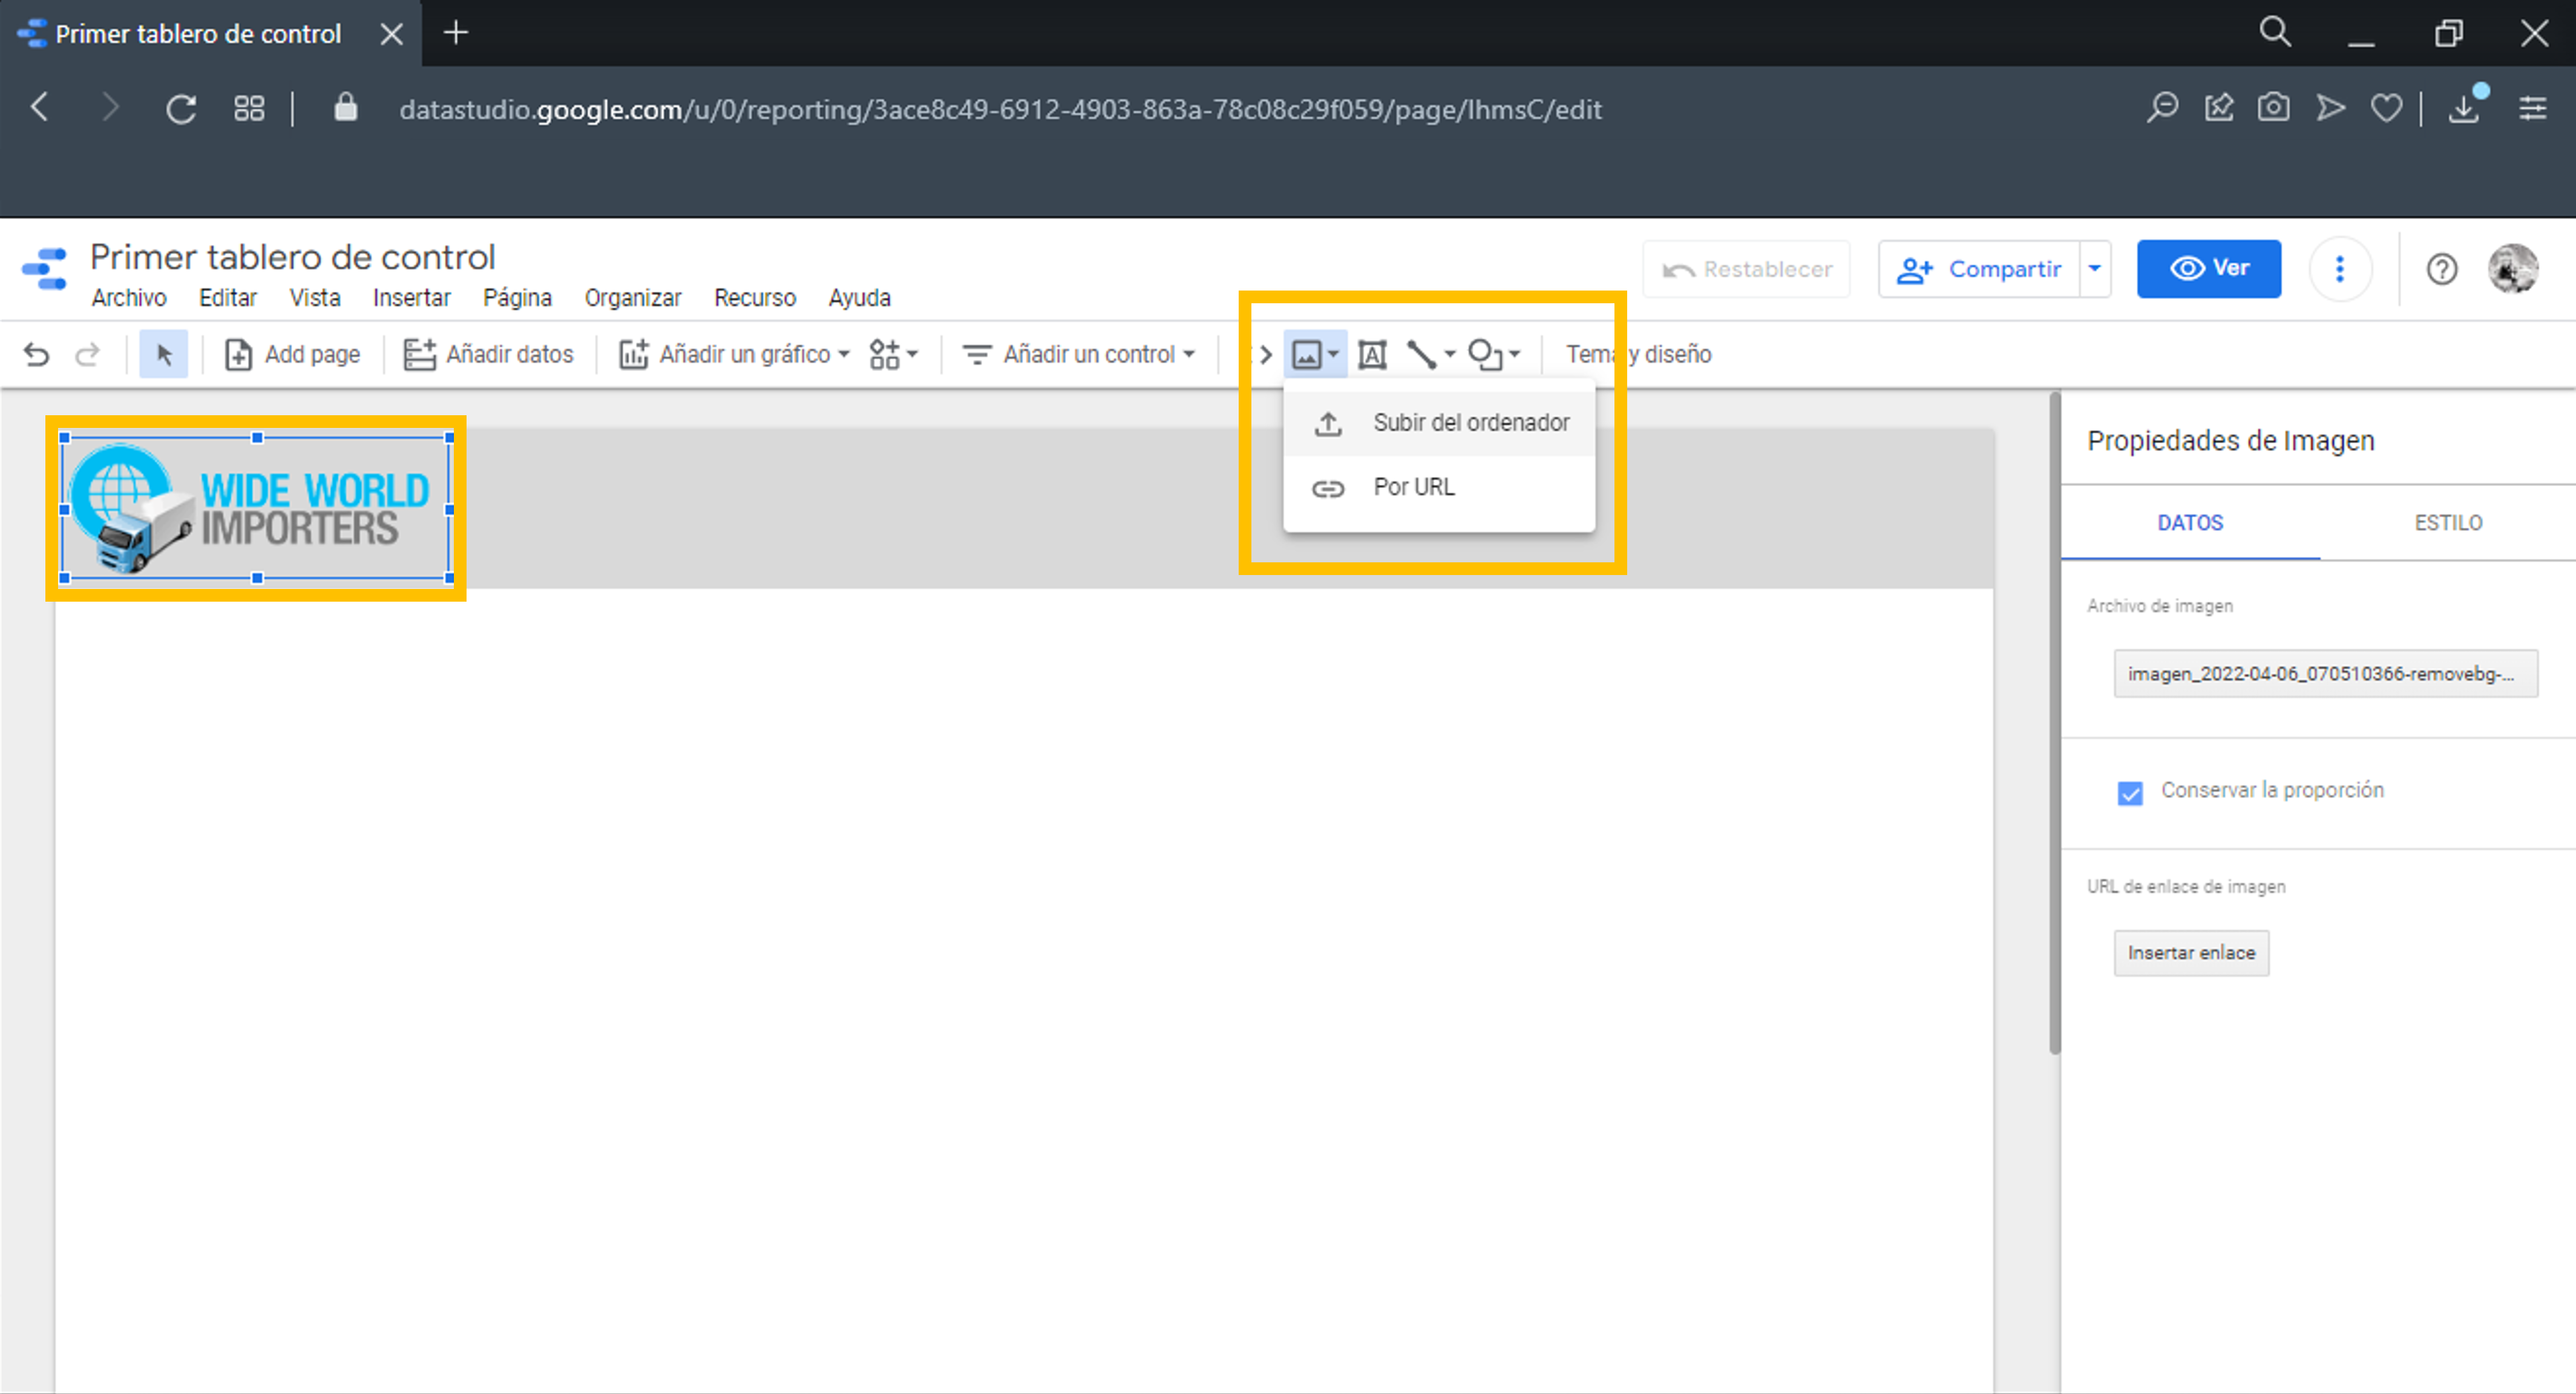 Primer tablero de control
datastudio.google.com/u/0/reporting/3ace8c49-6912-4903-863a-78c08c29f059/page/lhmsC/edit
Primer tablero de control
Archivo Editar Vista Insertar Página Organizar Recurso Ayuda
Restablecer
Compartir
Ver
Add page
Añadir datos
Añadir un gráfico
Añadir un control
A
Tema y diseño
Subir del ordenador
Por URL
WIDE WORLD
IMPORTERS
Propiedades de Imagen
DATOS ESTILO
Archivo de imagen
imagen_2022-04-06_070510366-removebg-...
Conservar la proporción
URL de enlace de imagen
Insertar enlace